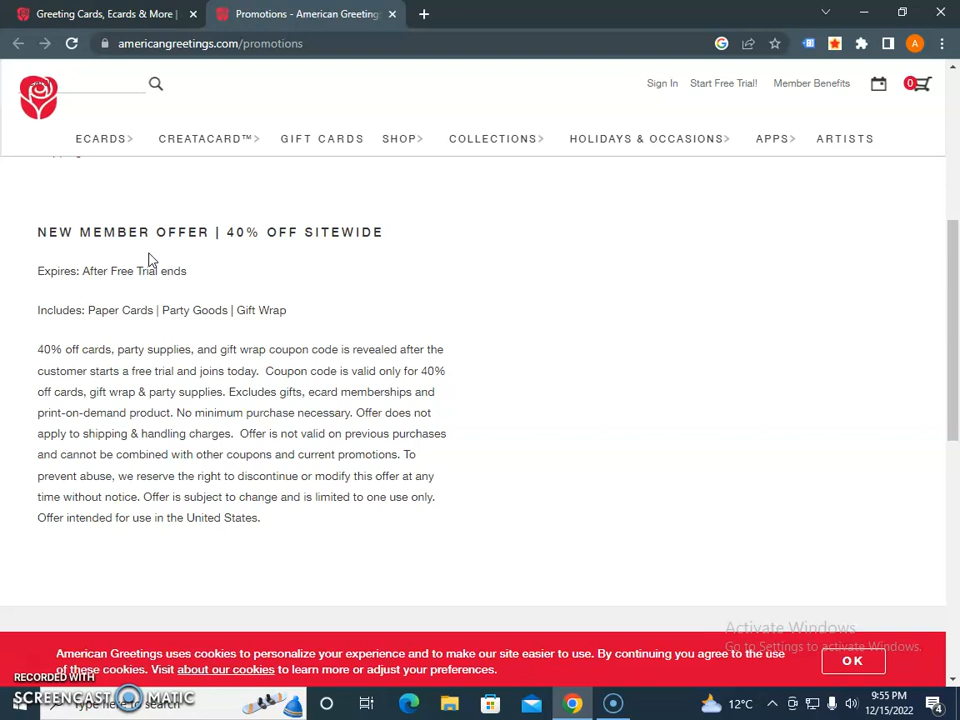 Greeting Cards, Ecards & More |
Promotions - American Greeting
americangreetings.com/promotions
A
Sign In
Start Free Trial!
Member Benefits
0
ECARDS>
CREATACARD™>
GIFT CARDS
SHOP>
COLLECTIONS>
HOLIDAYS & OCCASIONS>
APPS>
ARTISTS
NEW MEMBER OFFER | 40% OFF SITEWIDE
Expires: After Free Trial ends
Includes: Paper Cards | Party Goods | Gift Wrap
40% off cards, party supplies, and gift wrap coupon code is revealed after the
customer starts a free trial and joins today. Coupon code is valid only for 40%
off cards, gift wrap & party supplies. Excludes gifts, ecard memberships and
print-on-demand product. No minimum purchase necessary. Offer does not
apply to shipping & handling charges. Offer is not valid on previous purchases
and cannot be combined with other coupons and current promotions. To
prevent abuse, we reserve the right to discontinue or modify this offer at any
time without notice. Offer is subject to change and is limited to one use only.
Offer intended for use in the United States.
Activate Windows
Go to Settings to activate Windows.
American Greetings uses cookies to personalize your experience and to make our site easier to use. By continuing you agree to the use
of these cookies. Visit about our cookies to learn more or adjust your preferences.
OK
RECORDED WITH
SCREENCAST MATIC
Type here to search
12°C
9:55 PM
12/15/2022
4